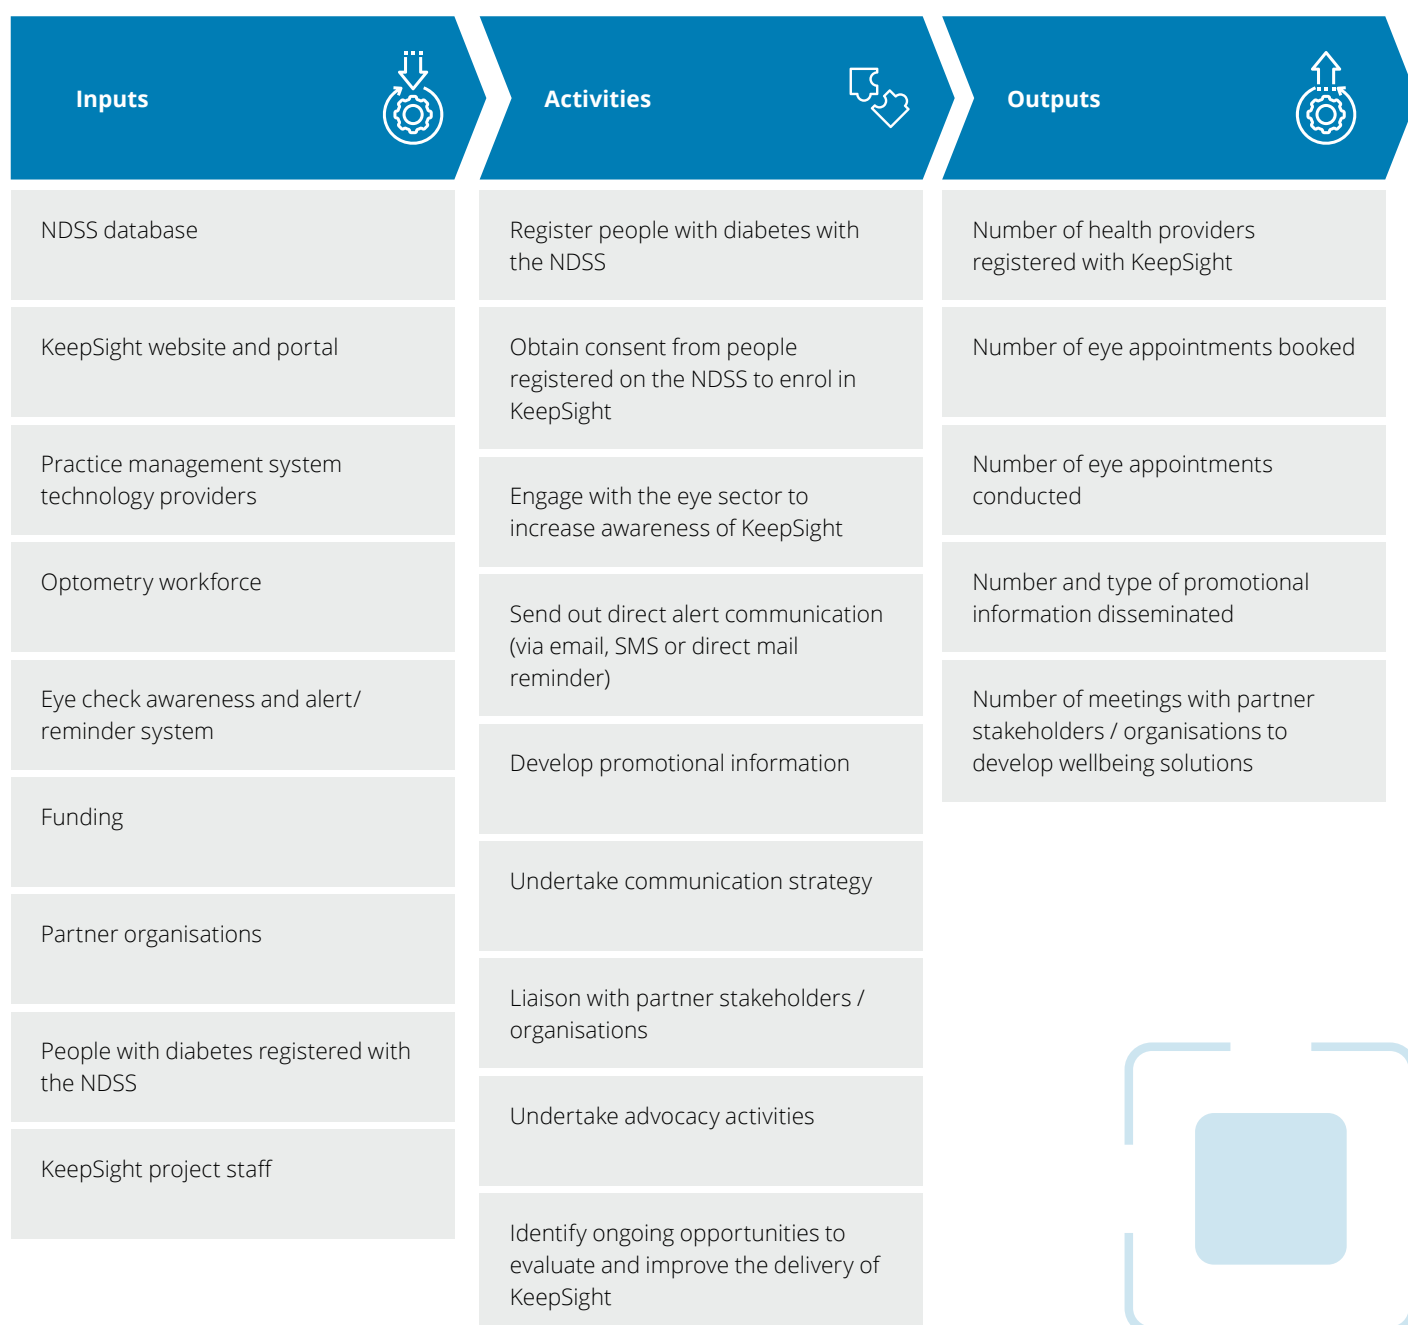 Inputs
Activities
Outputs
NDSS database
KeepSight website and portal
Practice management system
technology providers
Optometry workforce
Eye check awareness and alert/
reminder system
Funding
Partner organisations
People with diabetes registered with
the NDSS
KeepSight project staff
Register people with diabetes with
the NDSS
Obtain consent from people
registered on the NDSS to enrol in
KeepSight
Engage with the eye sector to
increase awareness of KeepSight
Send out direct alert communication
(via email, SMS or direct mail
reminder)
Develop promotional information
Undertake communication strategy
Liaison with partner stakeholders /
organisations
Undertake advocacy activities
Identify ongoing opportunities to
evaluate and improve the delivery of
KeepSight
Number of health providers
registered with KeepSight
Number of eye appointments booked
Number of eye appointments
conducted
Number and type of promotional
information disseminated
Number of meetings with partner
stakeholders / organisations to
develop wellbeing solutions